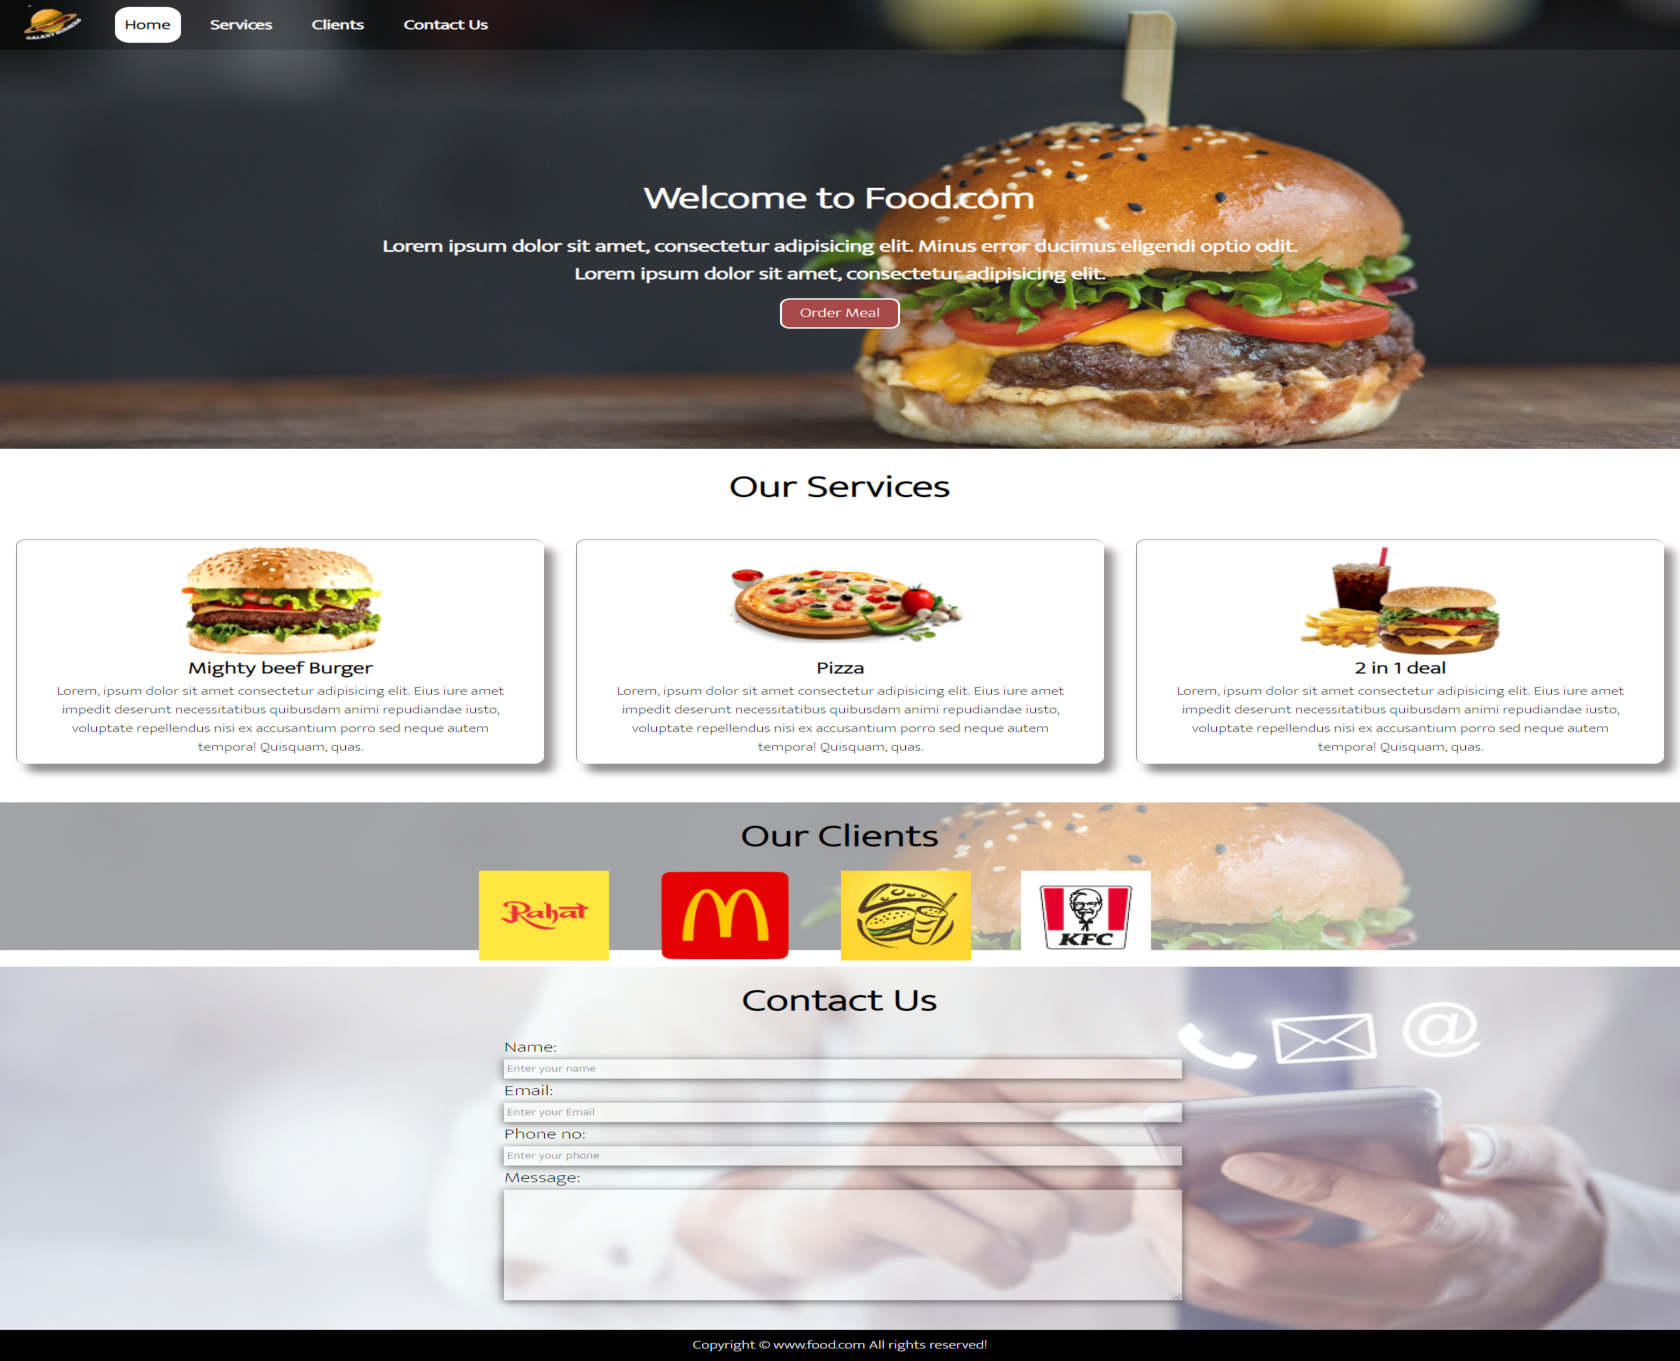 GALAXY BURGER
Home
Services
Clients
Contact Us
Welcome to Food.com
Lorem ipsum dolor sit amet, consectetur adipisicing elit. Minus error ducimus eligendi optio odit.
Lorem ipsum dolor sit amet, consectetur adipisicing elit.
Order Meal
Our Services
Mighty beef Burger
Lorem, ipsum dolor sit amet consectetur adipisicing elit. Eius iure amet
impedit deserunt necessitatibus quibusdam animi repudiandae iusto,
voluptate repellendus nisi ex accusantium porro sed neque autem
tempora! Quisquam, quas.
Pizza
Lorem, ipsum dolor sit amet consectetur adipisicing elit. Eius iure amet
impedit deserunt necessitatibus quibusdam animi repudiandae iusto,
voluptate repellendus nisi ex accusantium porro sed neque autem
tempora! Quisquam, quas.
2 in 1 deal
Lorem, ipsum dolor sit amet consectetur adipisicing elit. Eius iure amet
impedit deserunt necessitatibus quibusdam animi repudiandae iusto,
voluptate repellendus nisi ex accusantium porro sed neque autem
tempora! Quisquam, quas.
Our Clients
Rahat
M
KFC
Contact Us
@
Name:
Enter your name
Email:
Enter your Email
Phone no:
Enter your phone
Message:
Copyright © www.food.com All rights reserved!